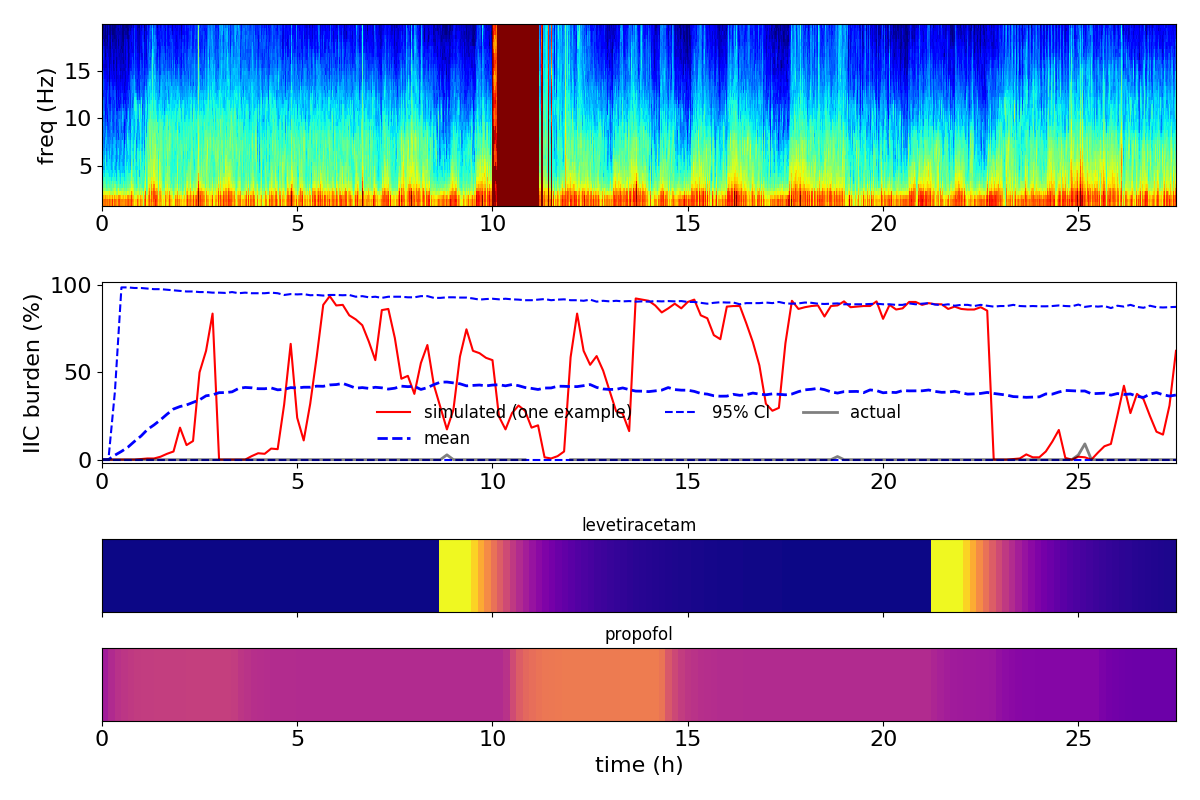 freq (Hz)
15
10
5
0 5 10 15 20 25
IIC burden (%)
100
50
0
simulated (one example) 95% CI actual
mean
0 5 10 15 20 25
levetiracetam
propofol
0 5 10 15 20 25
time (h)